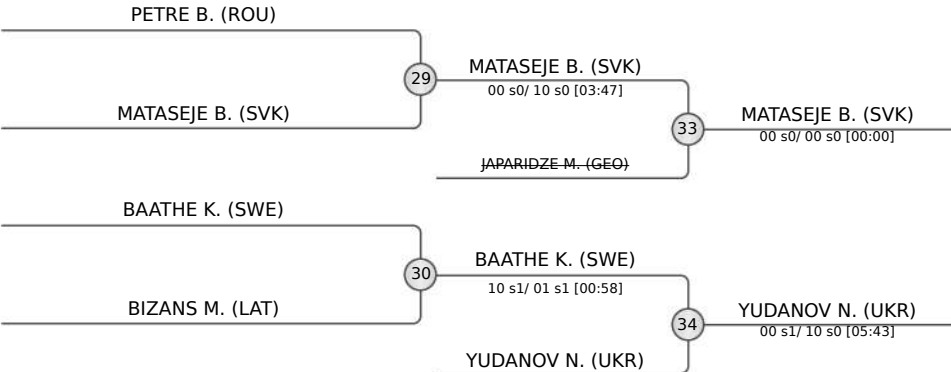 PETRE B. (ROU)
29
MATASEJE B. (SVK)
00 s0/ 10 s0 [03:47]
MATASEJE B. (SVK)
33
MATASEJE B. (SVK)
00 s0/ 00 s0 [00:00]
JAPARIDZE M. (GEO)
BAATHE K. (SWE)
30
BAATHE K. (SWE)
10 s1/ 01 s1 [00:58]
BIZANS M. (LAT)
34
YUDANOV N. (UKR)
00 s1/ 10 s0 [05:43]
YUDANOV N. (UKR)